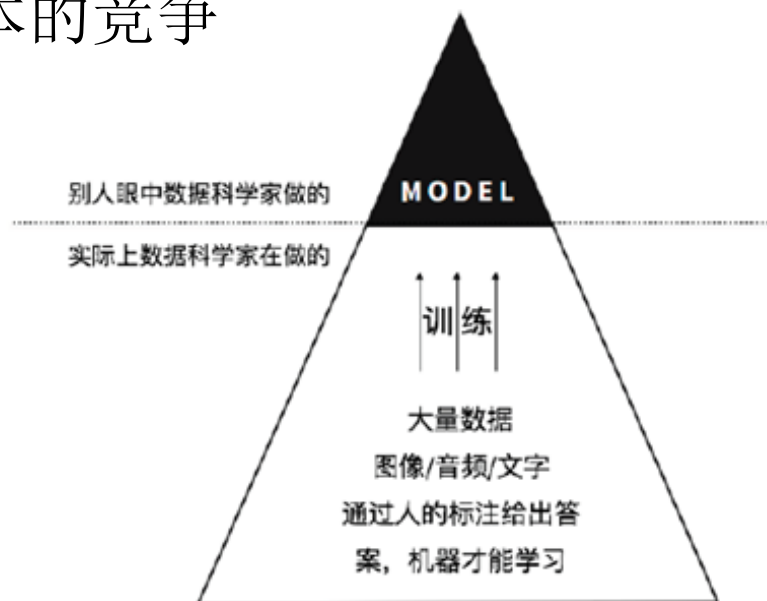 本的竞争
别人眼中数据科学家做的
MODEL
实际上数据科学家在做的
训练
大量数据
图像/音频/文字
通过人的标注给出答
案，机器才能学习